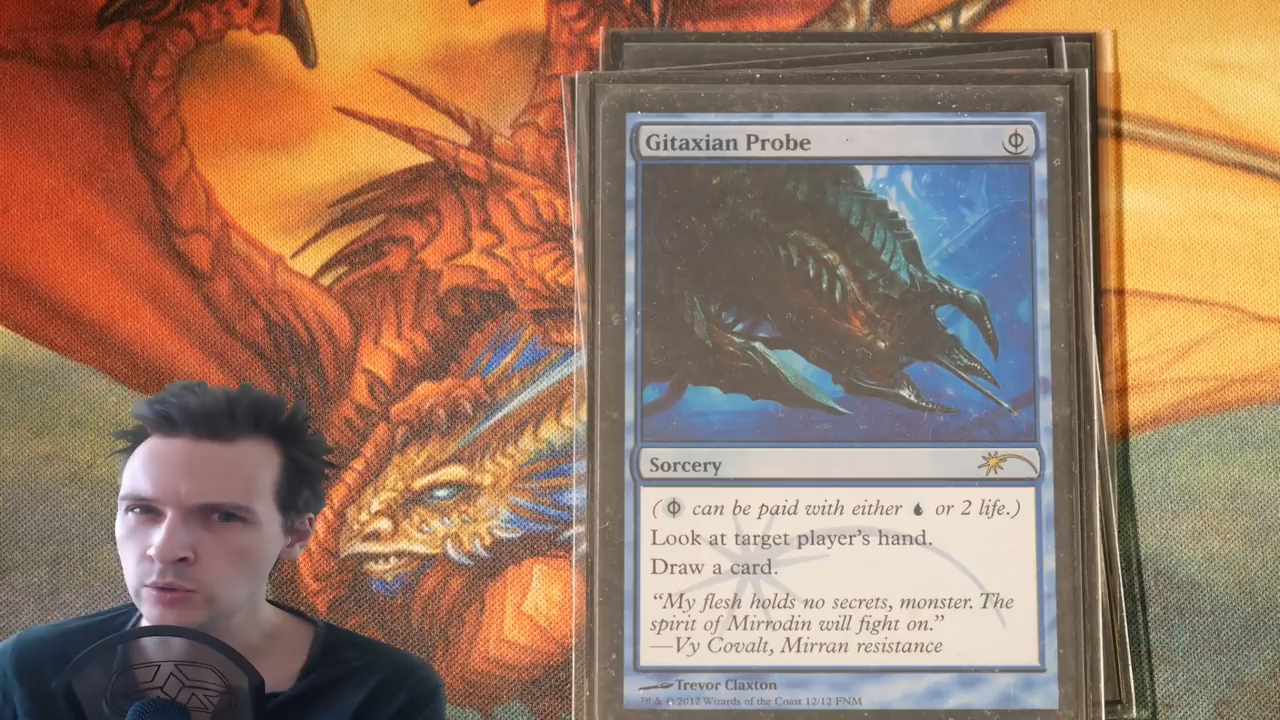 Gitaxian Probe
Sorcery
( can be paid with either or 2 life.)
Look at target player's hand.
Draw a card.
“My flesh holds no secrets, monster. The
spirit of Mirrodin will fight on.”
—Vy Covalt, Mirran resistance
Trevor Claxton
™ & © 2012 Wizards of the Coast 12/12 FNM